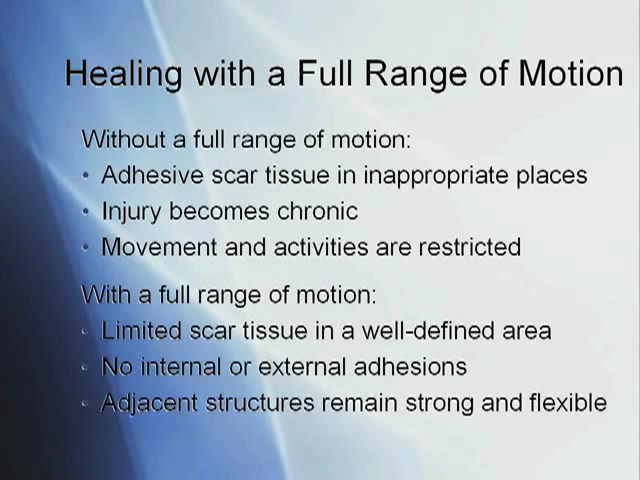 Healing with a Full Range of Motion
Without a full range of motion:
• Adhesive scar tissue in inappropriate places
• Injury becomes chronic
• Movement and activities are restricted
With a full range of motion:
• Limited scar tissue in a well-defined area
• No internal or external adhesions
• Adjacent structures remain strong and flexible